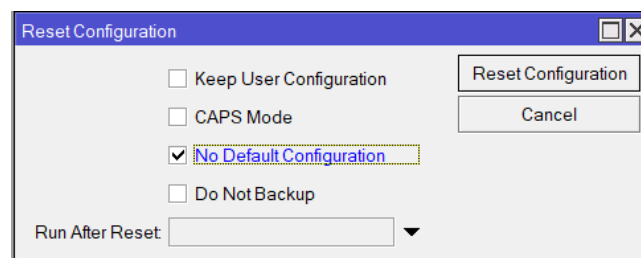 Reset Configuration
Keep User Configuration
Reset Configuration
CAPS Mode
Cancel
No Default Configuration
Do Not Backup
Run After Reset: